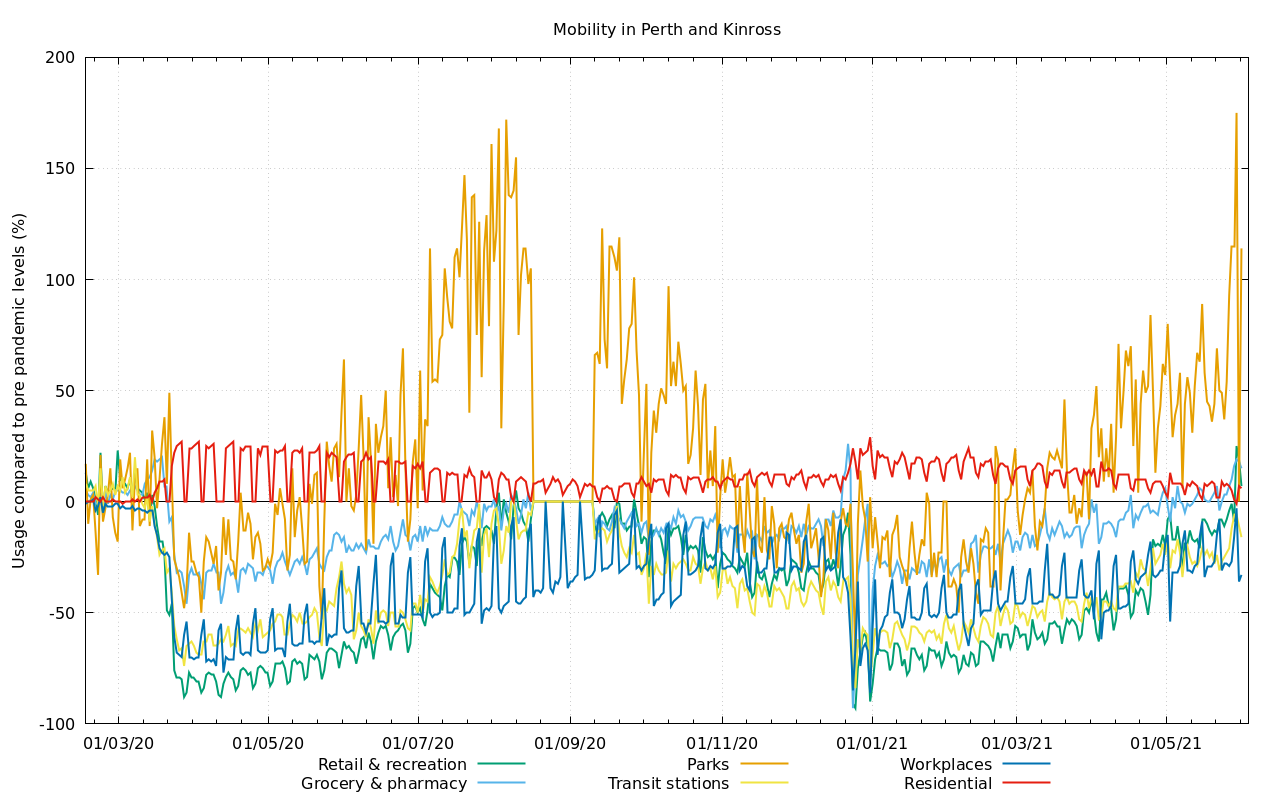 Mobility in Perth and Kinross
Usage compared to pre pandemic levels (%)
200
150
100
50
0
-50
-100
01/03/20 01/05/20 01/07/20 01/09/20 01/11/20 01/01/21 01/03/21 01/05/21
Retail & recreation Parks Workplaces
Grocery & pharmacy Transit stations Residential